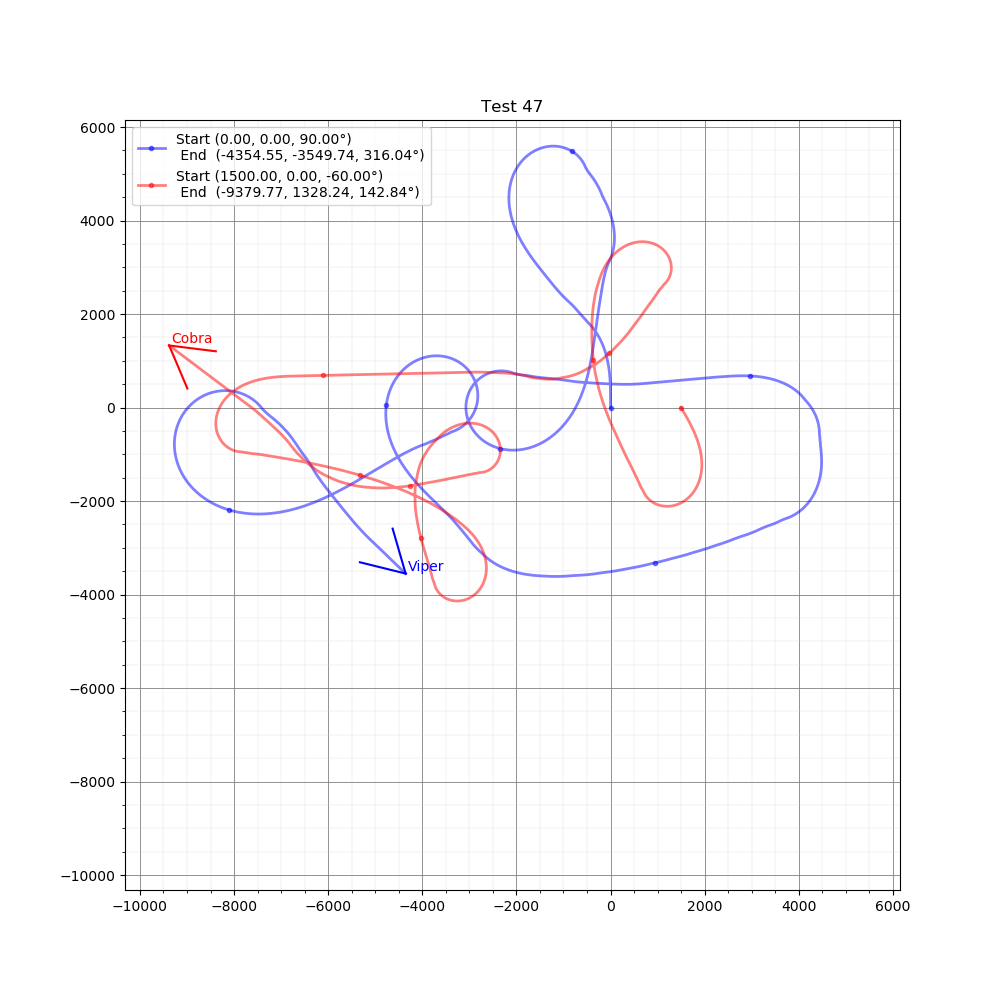 Test 47
Start (0.00, 0.00, 90.00°)
End (-4354.55, -3549.74, 316.04°)
Start (1500.00, 0.00, -60.00°)
End (-9379.77, 1328.24, 142.84°)
6000
4000
2000
0
−2000
−4000
−6000
−8000
−10000
Cobra
Viper
−10000 −8000 −6000 −4000 −2000 0 2000 4000 6000